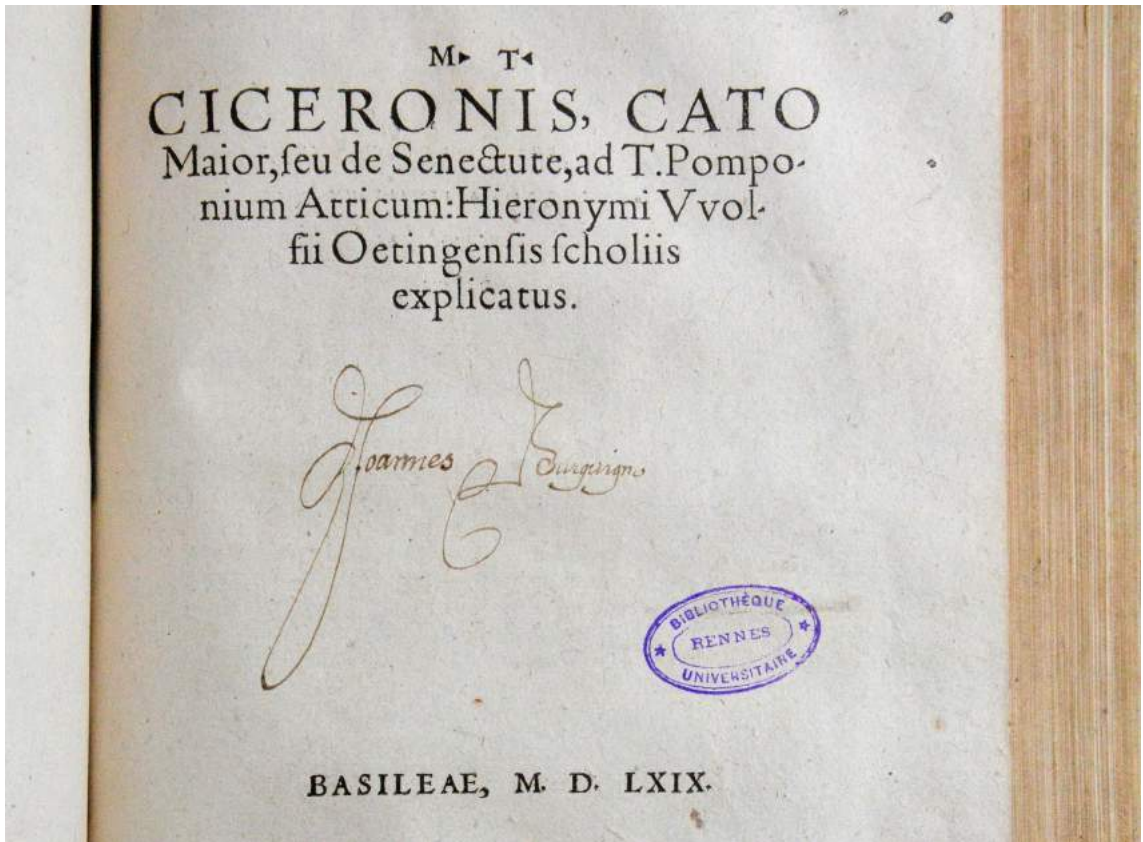 M. T.
CICERONIS, CATO
Maior, ſeu de Senectute, ad T. Pompo-
nium Atticum: Hieronymi Vvol-
fii Oetingenſis ſcholiis
explicatus.
Joannes Burguigne
BIBLIOTHÈQUE
RENNES
UNIVERSITAIRE
BASILEAE, M. D. LXIX.